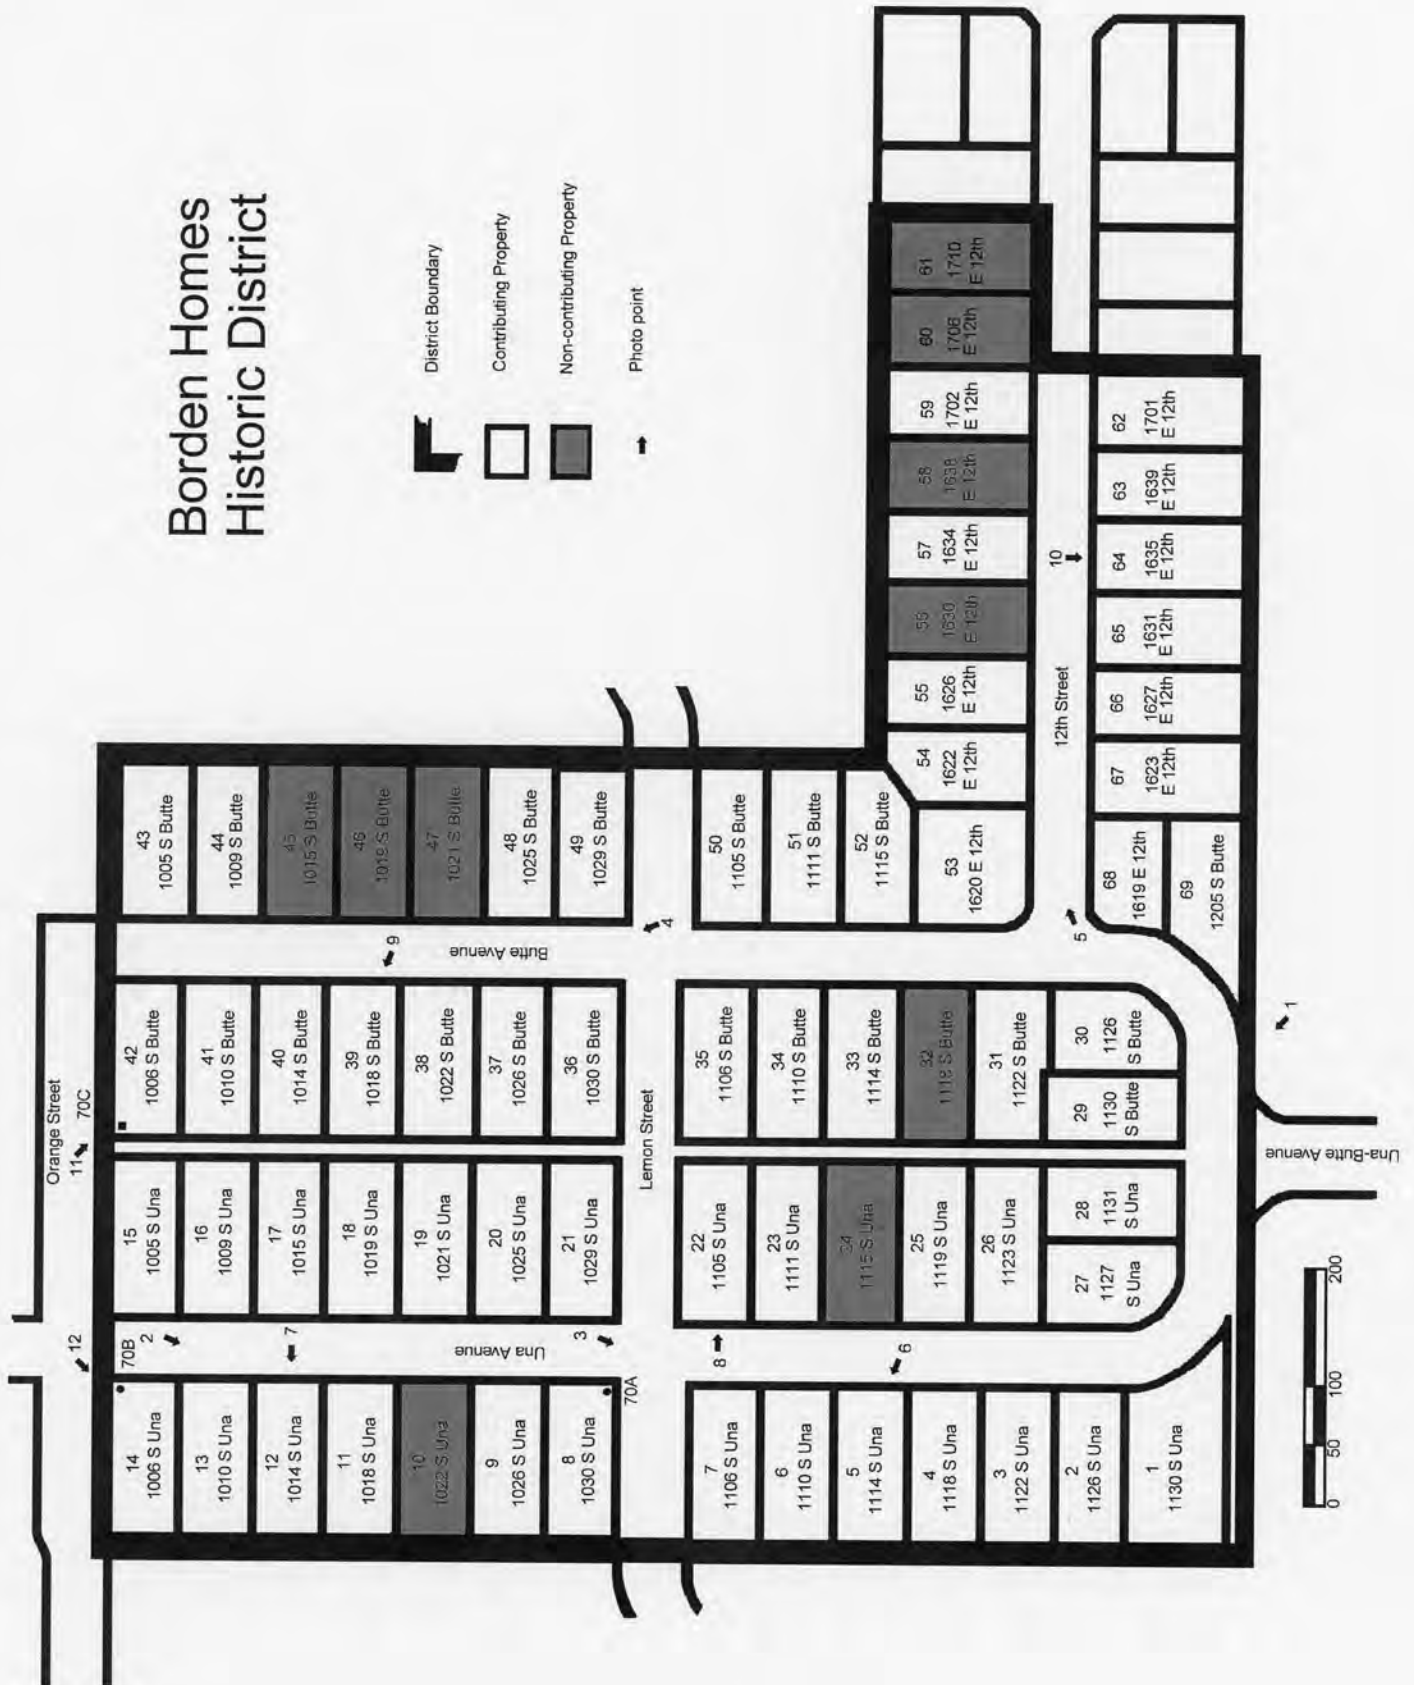 Borden Homes
Historic District
District Boundary
Contributing Property
Non-contributing Property
Photo point
Orange Street
11
70C
12
70B
2
7
3
70A
8
6
9
4
5
10
1
Una Avenue
Butte Avenue
Lemon Street
12th Street
Una-Butte Avenue
14
1006 S Una
13
1010 S Una
12
1014 S Una
11
1018 S Una
10
1022 S Una
9
1026 S Una
8
1030 S Una
7
1106 S Una
6
1110 S Una
5
1114 S Una
4
1118 S Una
3
1122 S Una
2
1126 S Una
1
1130 S Una
15
1005 S Una
16
1009 S Una
17
1015 S Una
18
1019 S Una
19
1021 S Una
20
1025 S Una
21
1029 S Una
22
1105 S Una
23
1111 S Una
24
1115 S Una
25
1119 S Una
26
1123 S Una
27
1127
S Una
28
1131
S Una
42
1006 S Butte
41
1010 S Butte
40
1014 S Butte
39
1018 S Butte
38
1022 S Butte
37
1026 S Butte
36
1030 S Butte
35
1106 S Butte
34
1110 S Butte
33
1114 S Butte
32
1118 S Butte
31
1122 S Butte
30
1126
S Butte
29
1130
S Butte
43
1005 S Butte
44
1009 S Butte
45
1015 S Butte
46
1019 S Butte
47
1021 S Butte
48
1025 S Butte
49
1029 S Butte
50
1105 S Butte
51
1111 S Butte
52
1115 S Butte
53
1620 E 12th
54
1622
E 12th
55
1626
E 12th
56
1630
E 12th
57
1634
E 12th
58
1638
E 12th
59
1702
E 12th
60
1706
E 12th
61
1710
E 12th
62
1701
E 12th
63
1639
E 12th
64
1635
E 12th
65
1631
E 12th
66
1627
E 12th
67
1623
E 12th
68
1619 E 12th
69
1205 S Butte
0
50
100
200